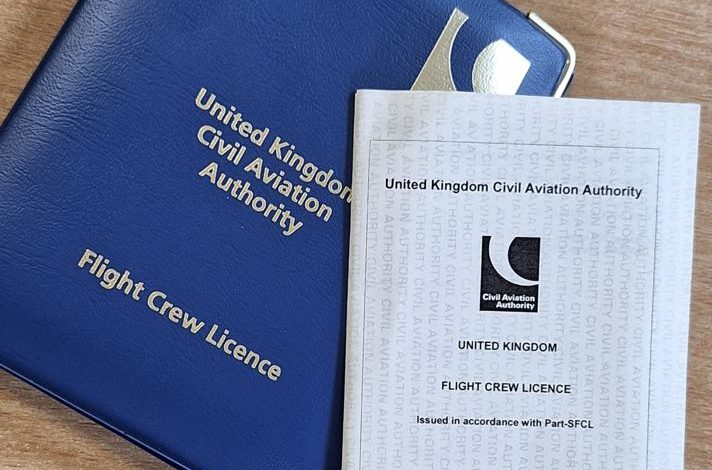 United Kingdom
Civil Aviation
Authority
Flight Crew Licence
United Kingdom Civil Aviation Authority
Civil Aviation
Authority
UNITED KINGDOM
FLIGHT CREW LICENCE
Issued in accordance with Part-SFCL